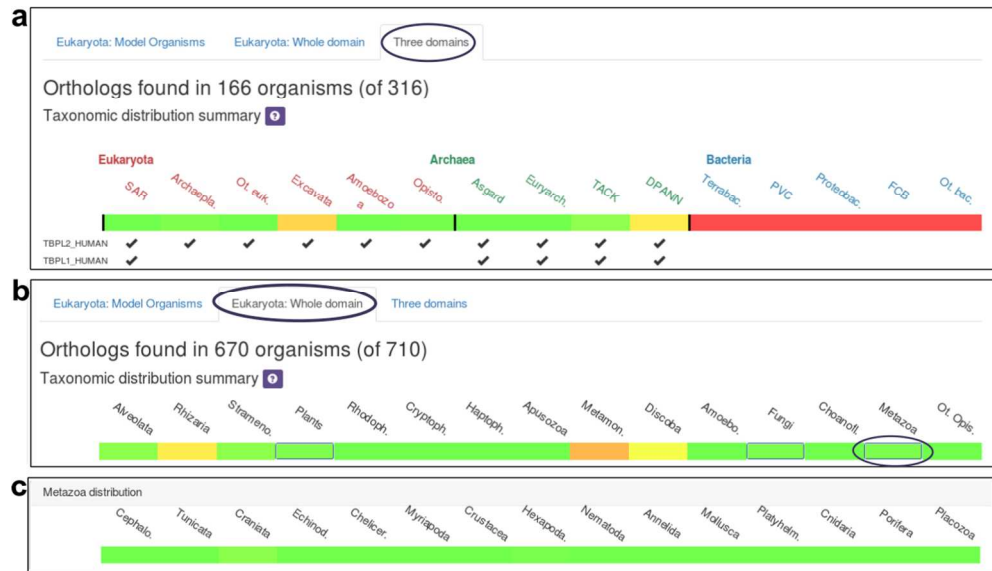 a
Eukaryota: Model Organisms Eukaryota: Whole domain Three domains
Orthologs found in 166 organisms (of 316)
Taxonomic distribution summary ?
Eukaryota Archaea Bacteria
SAR Archaepla. Ot. euk. Excavata Amoebozoa Opisto. Asgard Euryarch. TACK DPANN Terrabac. PVC Proteobac. FCB Ot. bac.
TBPL2_HUMAN ✔ ✔ ✔ ✔ ✔ ✔ ✔ ✔ ✔ ✔
TBPL1_HUMAN ✔ ✔ ✔ ✔ ✔
b
Eukaryota: Model Organisms Eukaryota: Whole domain Three domains
Orthologs found in 670 organisms (of 710)
Taxonomic distribution summary ?
Alveolata Rhizaria Strameno. Plants Rhodoph. Cryptoph. Haptoph. Apusozoa Metamon. Discoba Amoebo. Fungi Choanofl. Metazoa Ot. Opis.
c
Metazoa distribution
Cephalo. Tunicata Craniata Echinod. Chelicer. Myriapoda Crustacea Hexapoda. Nematoda Annelida Mollusca Platyhelm. Cnidaria Porifera Placozoa